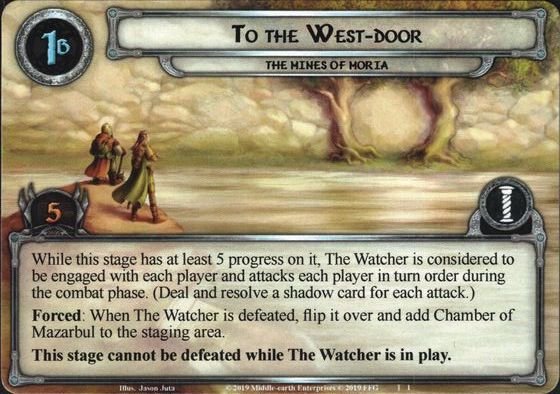 1B
TO THE WEST-DOOR
THE MINES OF MORIA
5
While this stage has at least 5 progress on it, The Watcher is considered to
be engaged with each player and attacks each player in turn order during
the combat phase. (Deal and resolve a shadow card for each attack.)
Forced: When The Watcher is defeated, flip it over and add Chamber of
Mazarbul to the staging area.
This stage cannot be defeated while The Watcher is in play.
Illus. Jason Juta ©2019 Middle-earth Enterprises ©2019 FFG 1 1